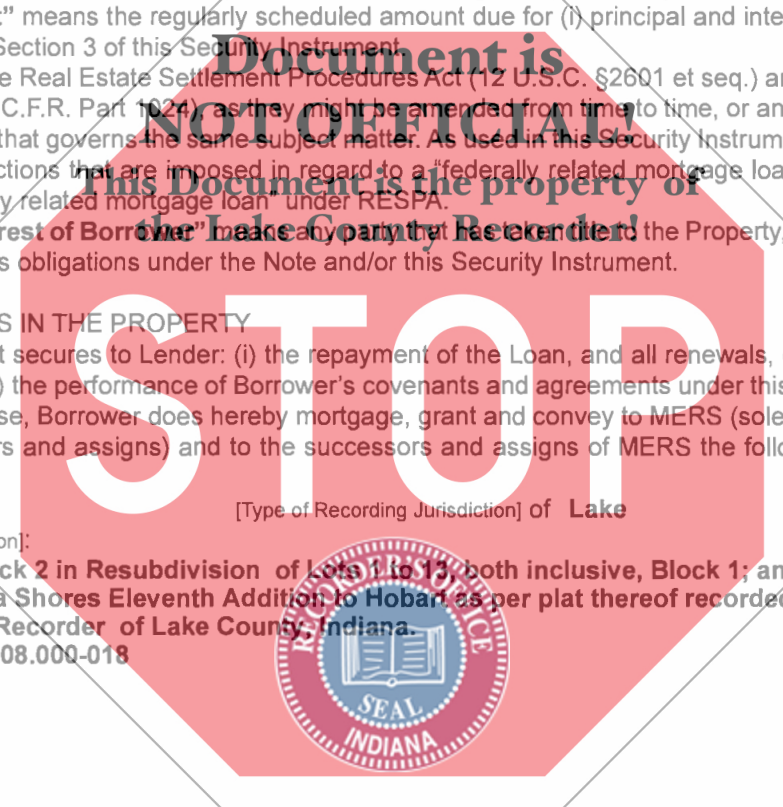 t” means the regularly scheduled amount due for (i) principal and inte
Section 3 of this Security Instrument.
Document is
e Real Estate Settlement Procedures Act (12 U.S.C. §2601 et seq.) an
C.F.R. Part 1024), as they might be amended from time to time, or any
NOT OFFICIAL!
that governs the same subject matter. As used in this Security Instrum
ctions that are imposed in regard to a “federally related mortgage loa
This Document is the property of
y related mortgage loan” under RESPA.
rest of Borrower” means any party that has taken title to the Property,
the Lake County Recorder!
s obligations under the Note and/or this Security Instrument.
S IN THE PROPERTY
t secures to Lender: (i) the repayment of the Loan, and all renewals,
) the performance of Borrower’s covenants and agreements under this
se, Borrower does hereby mortgage, grant and convey to MERS (sole
STOP
rs and assigns) and to the successors and assigns of MERS the follo
[Type of Recording Jurisdiction] of Lake
on]:
ck 2 in Resubdivision of Lots 1 to 13, both inclusive, Block 1; an
a Shores Eleventh Addition to Hobart as per plat thereof recorded
Recorder of Lake County, Indiana.
08.000-018
RECORDER'S OFFICE
SEAL
INDIANA